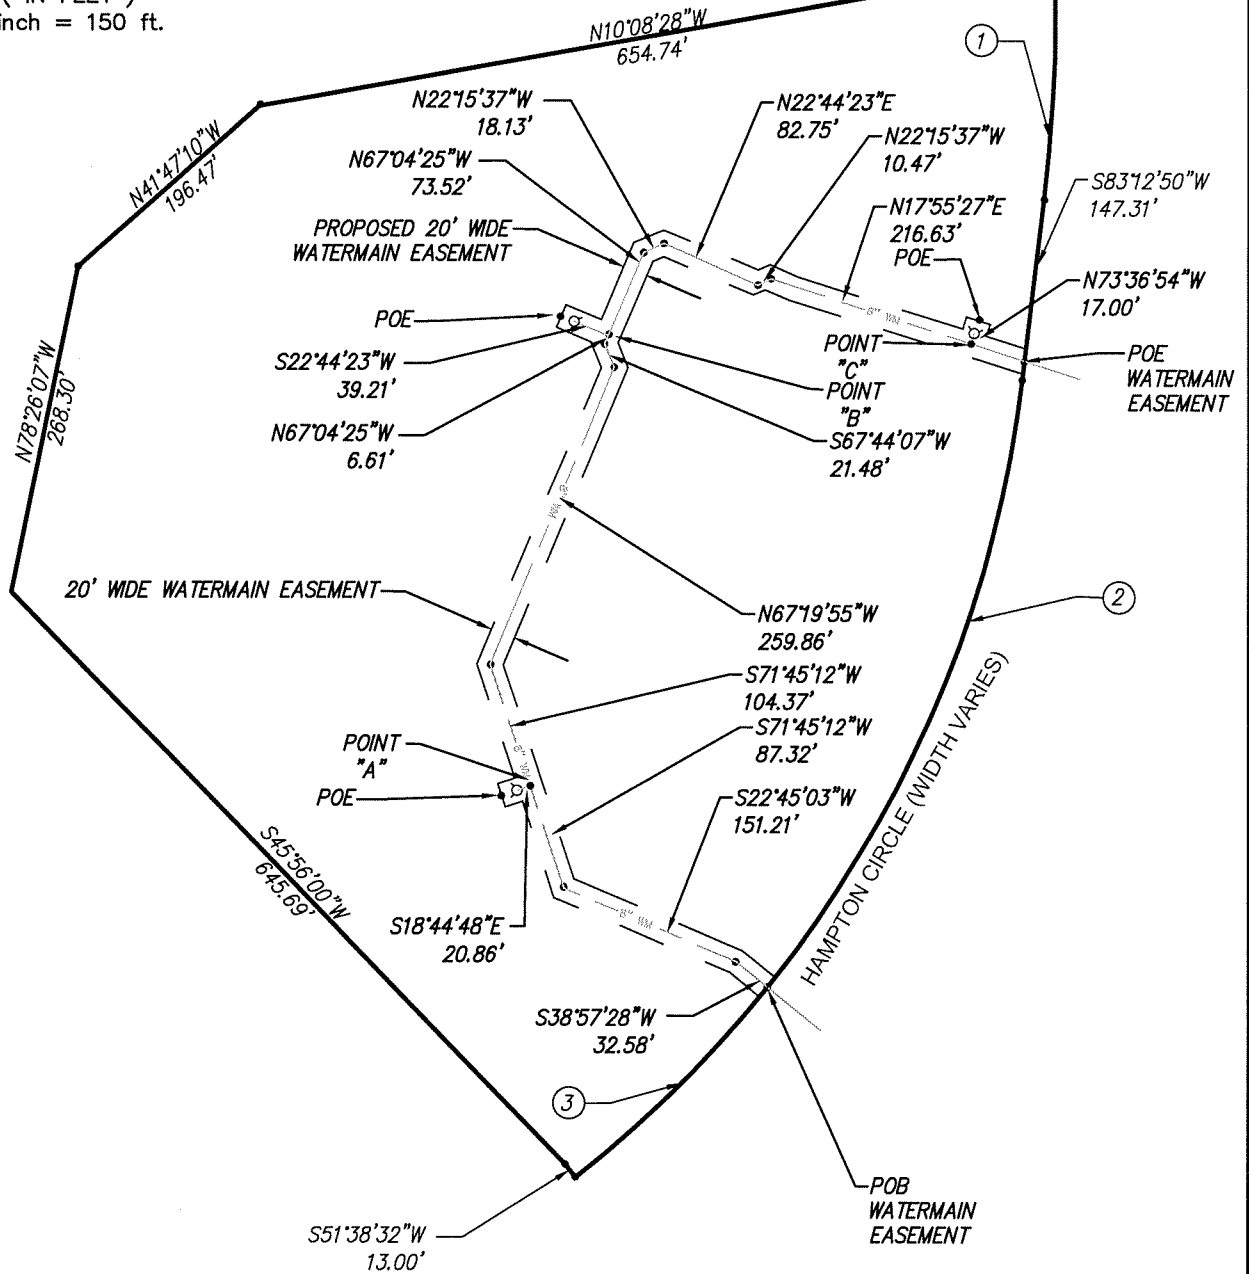 ( IN FEET )
inch = 150 ft.
N10°08'28"W
654.74'
1
N22°15'37"W
18.13'
N22°44'23"E
82.75'
N22°15'37"W
10.47'
N67°04'25"W
73.52'
N41°47'10"W
196.47'
S83°12'50"W
147.31'
N17°55'27"E
216.63'
POE
PROPOSED 20' WIDE
WATERMAIN EASEMENT
N73°36'54"W
17.00'
8" WM
POE
POINT
"C"
POE
WATERMAIN
EASEMENT
S22°44'23"W
39.21'
POINT
"B"
N78°26'07"W
268.30'
N67°04'25"W
6.61'
S67°44'07"W
21.48'
8" WM
20' WIDE WATERMAIN EASEMENT
2
N67°19'55"W
259.86'
S71°45'12"W
104.37'
HAMPTON CIRCLE (WIDTH VARIES)
S71°45'12"W
87.32'
POINT
"A"
8" WM
POE
S22°45'03"W
151.21'
S45°56'00"W
645.69'
8" WM
S18°44'48"E
20.86'
S38°57'28"W
32.58'
3
POB
WATERMAIN
EASEMENT
S51°38'32"W
13.00'